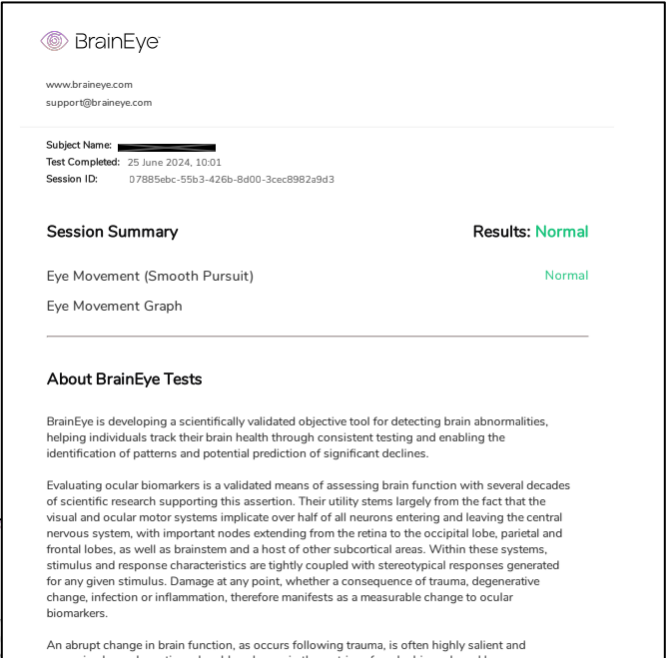 BrainEye
www.braineye.com
support@braineye.com
Subject Name:
Test Completed: 25 June 2024, 10:01
Session ID: 07885ebc-55b3-426b-8d00-3cec8982a9d3
Session Summary Results: Normal
Eye Movement (Smooth Pursuit) Normal
Eye Movement Graph
About BrainEye Tests
BrainEye is developing a scientifically validated objective tool for detecting brain abnormalities,
helping individuals track their brain health through consistent testing and enabling the
identification of patterns and potential prediction of significant declines.
Evaluating ocular biomarkers is a validated means of assessing brain function with several decades
of scientific research supporting this assertion. Their utility stems largely from the fact that the
visual and ocular motor systems implicate over half of all neurons entering and leaving the central
nervous system, with important nodes extending from the retina to the occipital lobe, parietal and
frontal lobes, as well as brainstem and a host of other subcortical areas. Within these systems,
stimulus and response characteristics are tightly coupled with stereotypical responses generated
for any given stimulus. Damage at any point, whether a consequence of trauma, degenerative
change, infection or inflammation, therefore manifests as a measurable change to ocular
biomarkers.
An abrupt change in brain function, as occurs following trauma, is often highly salient and